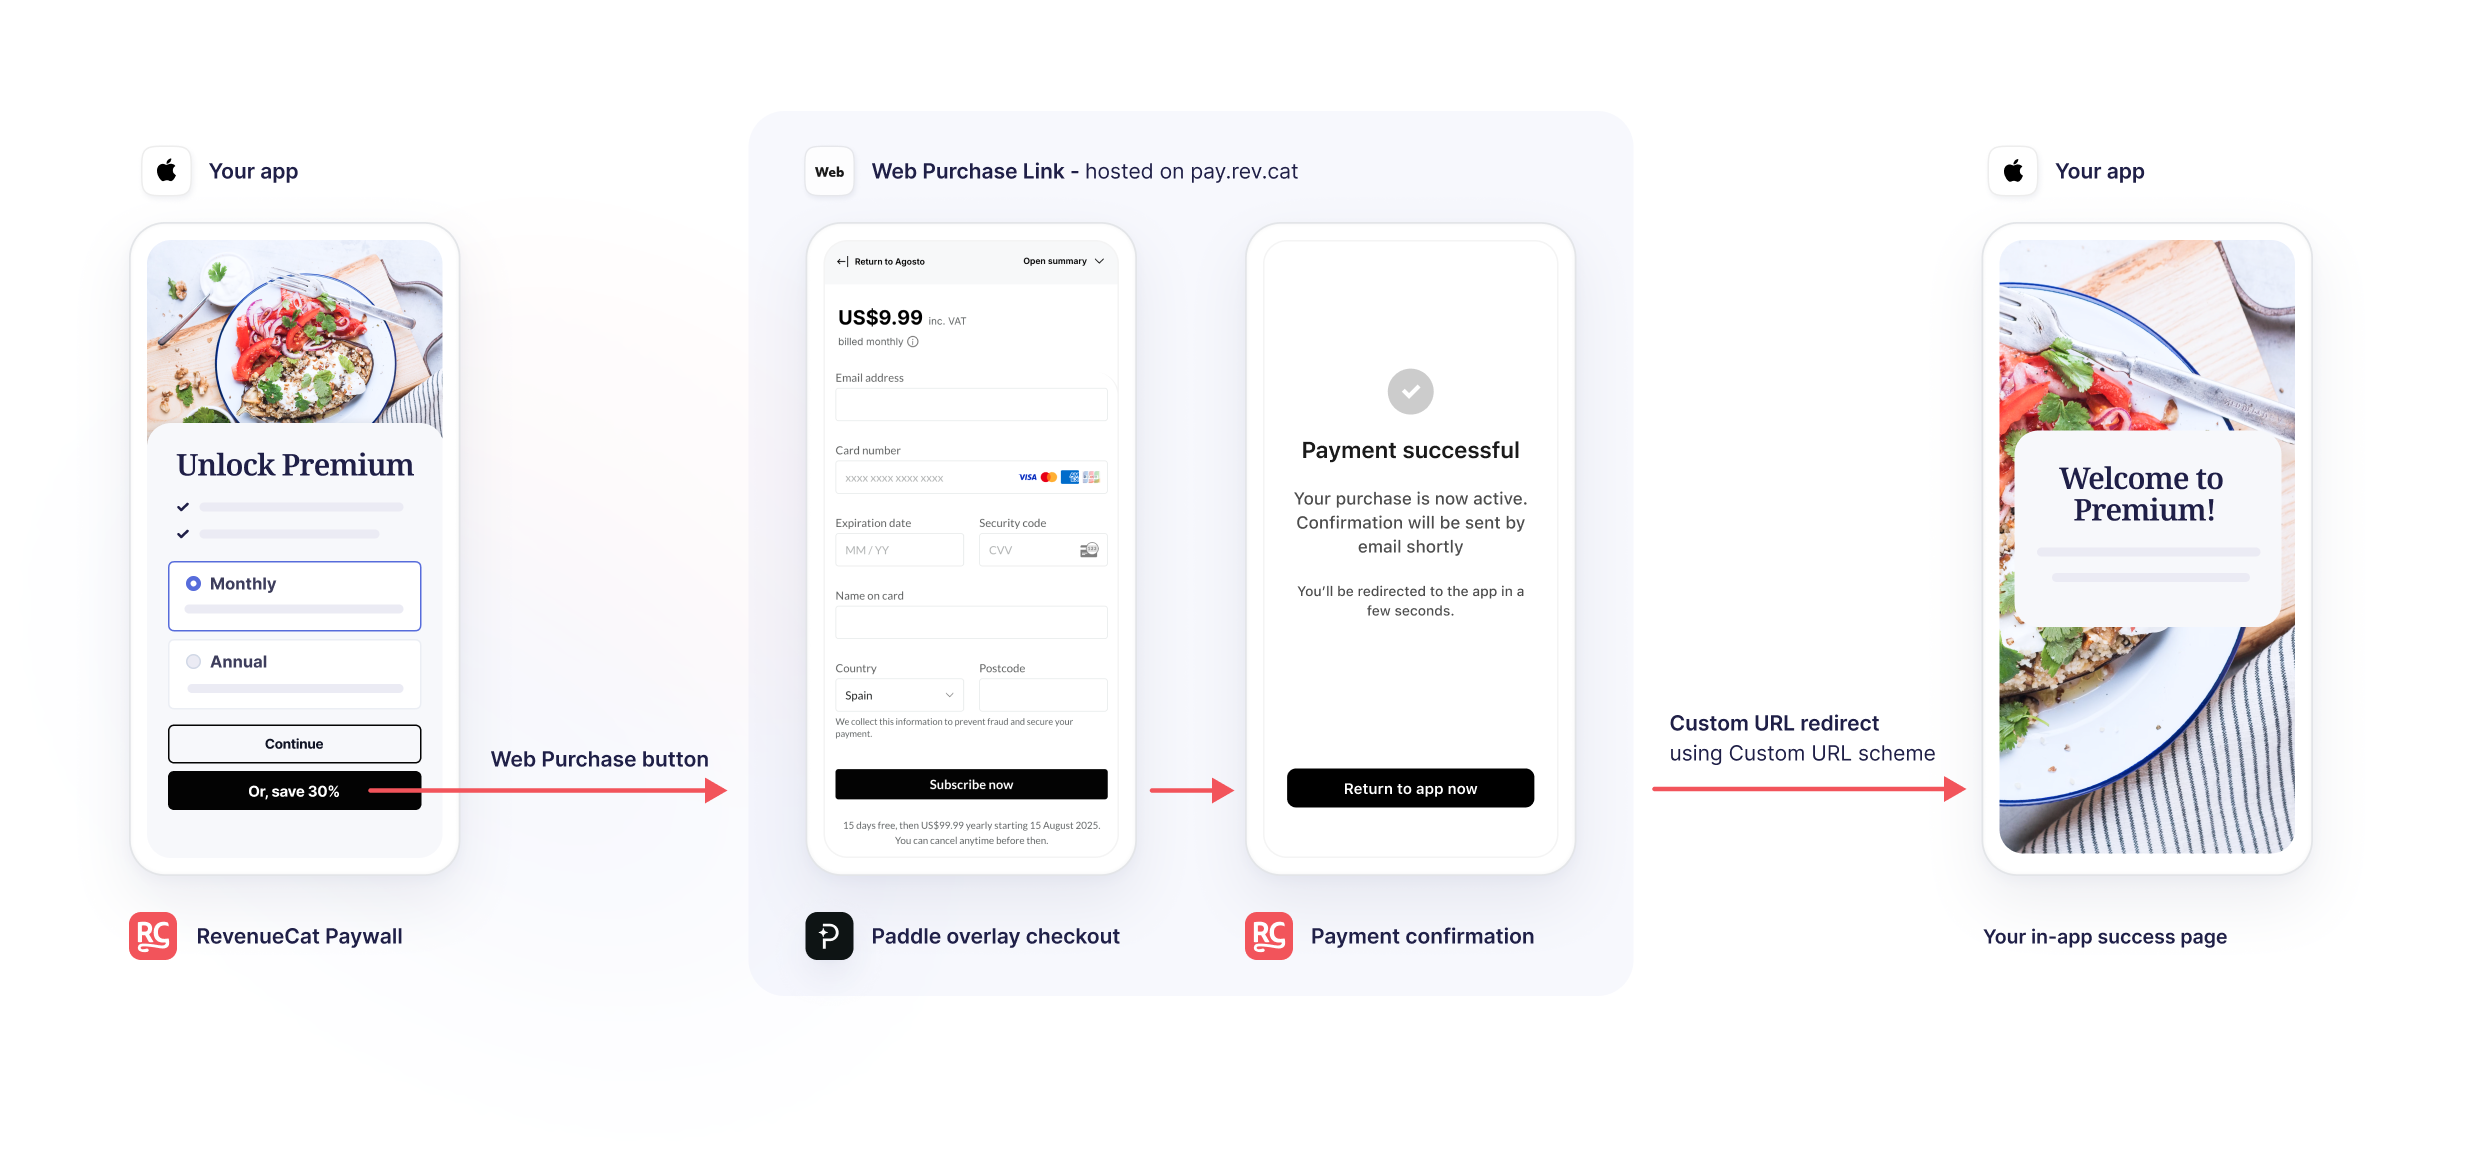 Your app
Unlock Premium
Monthly
Annual
Continue
Or, save 30%
RC
RevenueCat Paywall
Web Purchase button
Web
Web Purchase Link - hosted on pay.rev.cat
Return to Agosto
Open summary
US$9.99 inc. VAT
billed monthly
Email address
Card number
xxxx xxxx xxxx xxxx
VISA
Expiration date
Security code
MM / YY
CVV
Name on card
Country
Postcode
Spain
We collect this information to prevent fraud and secure your
payment.
Subscribe now
15 days free, then US$99.99 yearly starting 15 August 2025.
You can cancel anytime before then.
Paddle overlay checkout
Payment successful
Your purchase is now active.
Confirmation will be sent by
email shortly
You'll be redirected to the app in a
few seconds.
Return to app now
RC
Payment confirmation
Custom URL redirect
using Custom URL scheme
Your app
Welcome to
Premium!
Your in-app success page